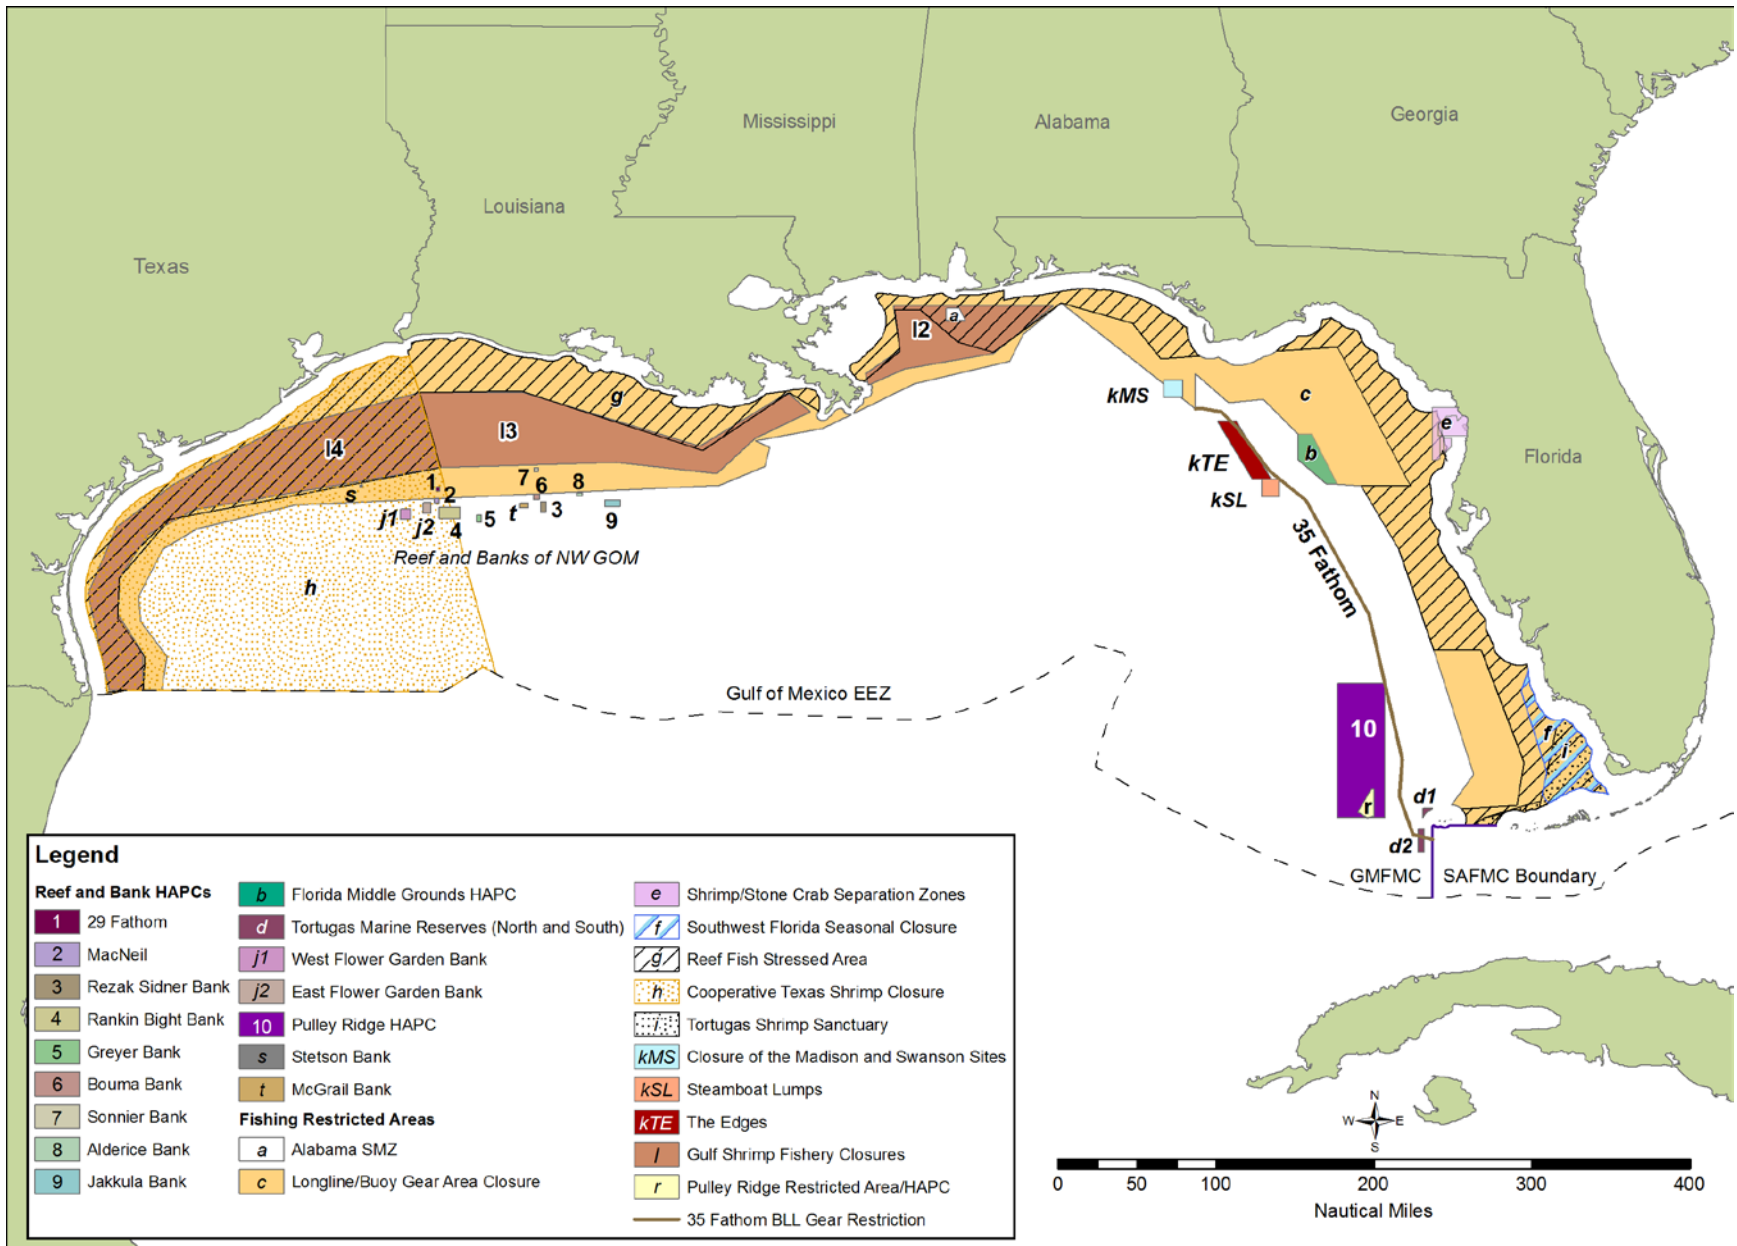 Mississippi
Alabama
Georgia
Louisiana
Texas
Florida
a
l2
l3
l4
g
c
e
b
kMS
kTE
kSL
35 Fathom
s
1
2
7
6
8
j1
j2
4
5
t
3
9
Reef and Banks of NW GOM
h
Gulf of Mexico EEZ
10
r
f
i
d1
d2
GMFMC
SAFMC Boundary
Legend
Reef and Bank HAPCs
1 29 Fathom
2 MacNeil
3 Rezak Sidner Bank
4 Rankin Bight Bank
5 Greyer Bank
6 Bouma Bank
7 Sonnier Bank
8 Alderice Bank
9 Jakkula Bank
b Florida Middle Grounds HAPC
d Tortugas Marine Reserves (North and South)
j1 West Flower Garden Bank
j2 East Flower Garden Bank
10 Pulley Ridge HAPC
s Stetson Bank
t McGrail Bank
Fishing Restricted Areas
a Alabama SMZ
c Longline/Buoy Gear Area Closure
e Shrimp/Stone Crab Separation Zones
f Southwest Florida Seasonal Closure
g Reef Fish Stressed Area
h Cooperative Texas Shrimp Closure
i Tortugas Shrimp Sanctuary
kMS Closure of the Madison and Swanson Sites
kSL Steamboat Lumps
kTE The Edges
l Gulf Shrimp Fishery Closures
r Pulley Ridge Restricted Area/HAPC
35 Fathom BLL Gear Restriction
N
W E
S
0 50 100 200 300 400
Nautical Miles